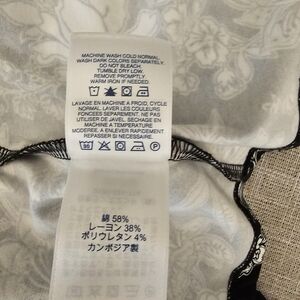 MACHINE WASH COLD NORMAL.
WASH DARK COLORS SEPARATELY.
DO NOT BLEACH.
TUMBLE DRY LOW.
REMOVE PROMPTLY.
WARM IRON IF NEEDED.
LAVAGE EN MACHINE A FROID, CYCLE
NORMAL. LAVER LES COULEURS
FONCEES SEPAREMENT. NE PAS
UTILISER DE JAVEL. SECHAGE EN
MACHINE A TEMPERATURE
MODEREE. A ENLEVER RAPIDEMENT
REPASSER SI NECESSAIRE.
綿 58%
レーヨン 38%
ポリウレタン 4%
カンボジア製